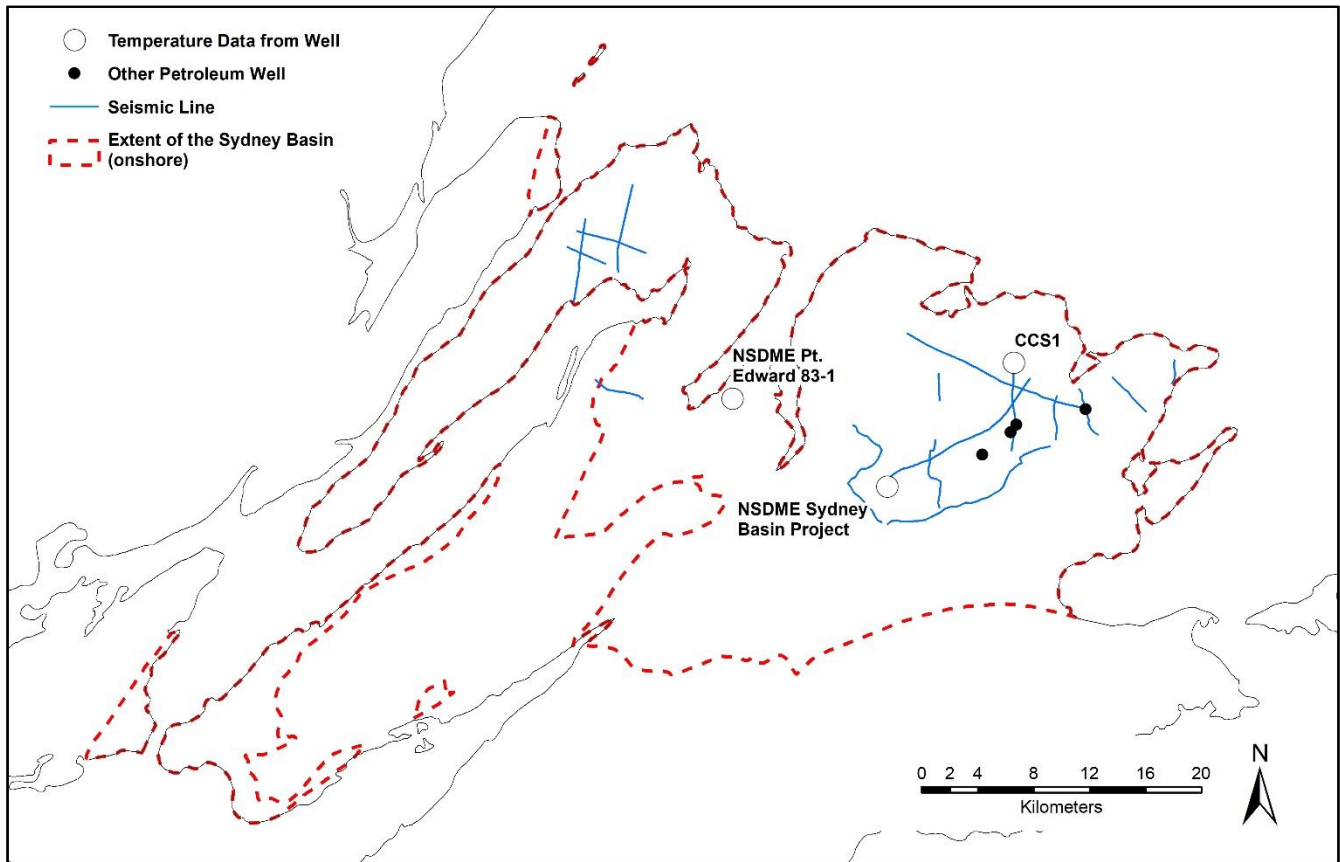 Temperature Data from Well
Other Petroleum Well
Seismic Line
Extent of the Sydney Basin
(onshore)
CCS1
NSDME Pt.
Edward 83-1
NSDME Sydney
Basin Project
N
0 2 4 8 12 16 20
Kilometers